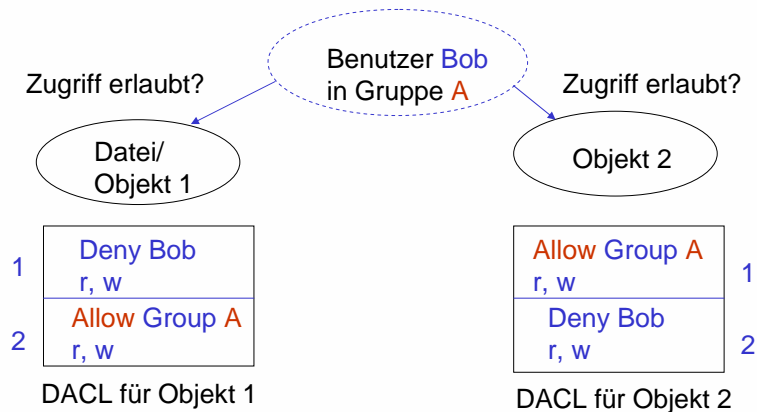 Benutzer Bob
in Gruppe A
Zugriff erlaubt?
Zugriff erlaubt?
Datei/
Objekt 1
Objekt 2
1
Deny Bob
r, w
2
Allow Group A
r, w
DACL für Objekt 1
Allow Group A
r, w
1
Deny Bob
r, w
2
DACL für Objekt 2